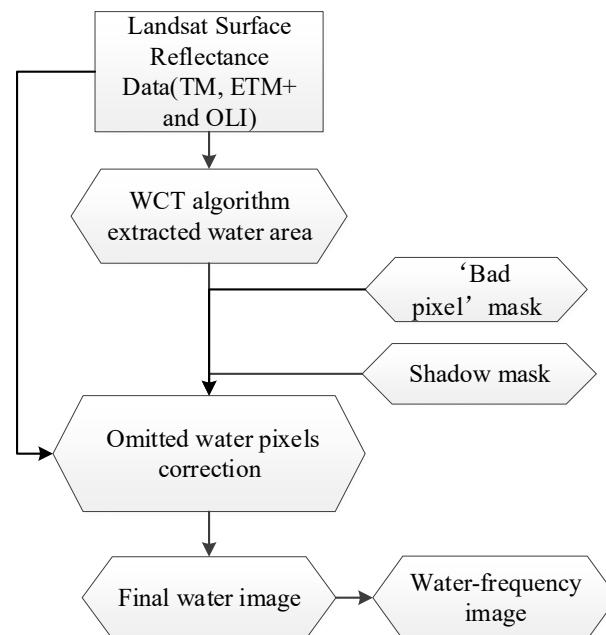 Landsat Surface
Reflectance
Data(TM, ETM+
and OLI)
WCT algorithm
extracted water area
‘Bad
pixel’ mask
Shadow mask
Omitted water pixels
correction
Final water image
Water-frequency
image